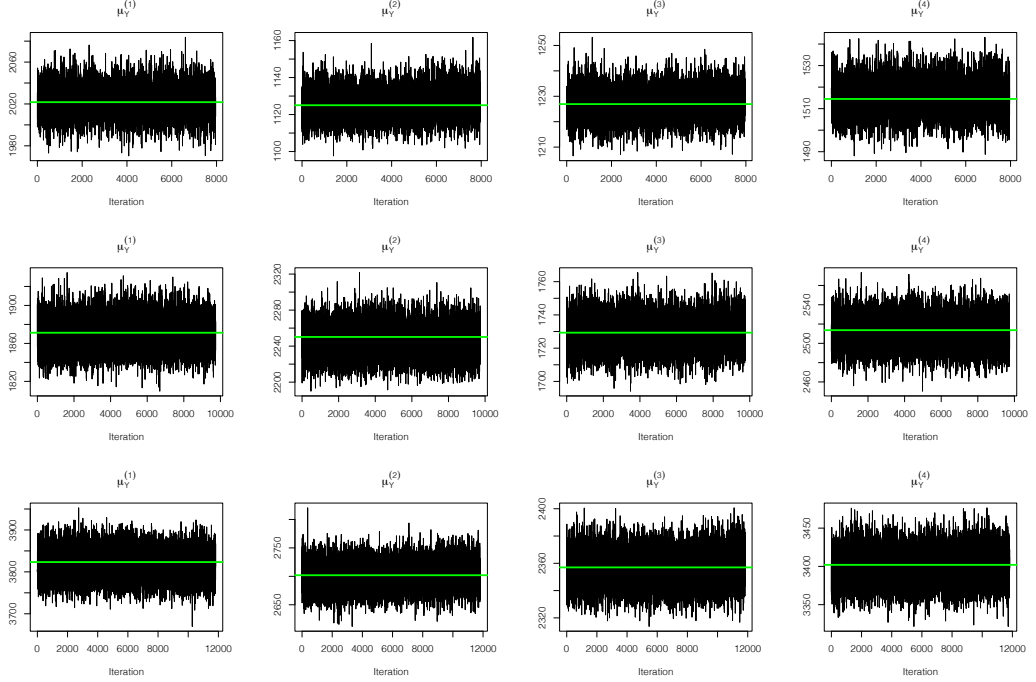 μ_Y^(1)
2060
2020
1980
0 2000 4000 6000 8000
Iteration
μ_Y^(2)
1160
1140
1120
1100
0 2000 4000 6000 8000
Iteration
μ_Y^(3)
1250
1230
1210
0 2000 4000 6000 8000
Iteration
μ_Y^(4)
1530
1510
1490
0 2000 4000 6000 8000
Iteration
μ_Y^(1)
1900
1860
1820
0 2000 4000 6000 8000 10000
Iteration
μ_Y^(2)
2320
2280
2240
2200
0 2000 4000 6000 8000 10000
Iteration
μ_Y^(3)
1760
1740
1720
1700
0 2000 4000 6000 8000 10000
Iteration
μ_Y^(4)
2540
2500
2460
0 2000 4000 6000 8000 10000
Iteration
μ_Y^(1)
3900
3800
3700
0 2000 4000 6000 8000 12000
Iteration
μ_Y^(2)
2750
2650
0 2000 4000 6000 8000 12000
Iteration
μ_Y^(3)
2400
2360
2320
0 2000 4000 6000 8000 12000
Iteration
μ_Y^(4)
3450
3400
3350
0 2000 4000 6000 8000 12000
Iteration